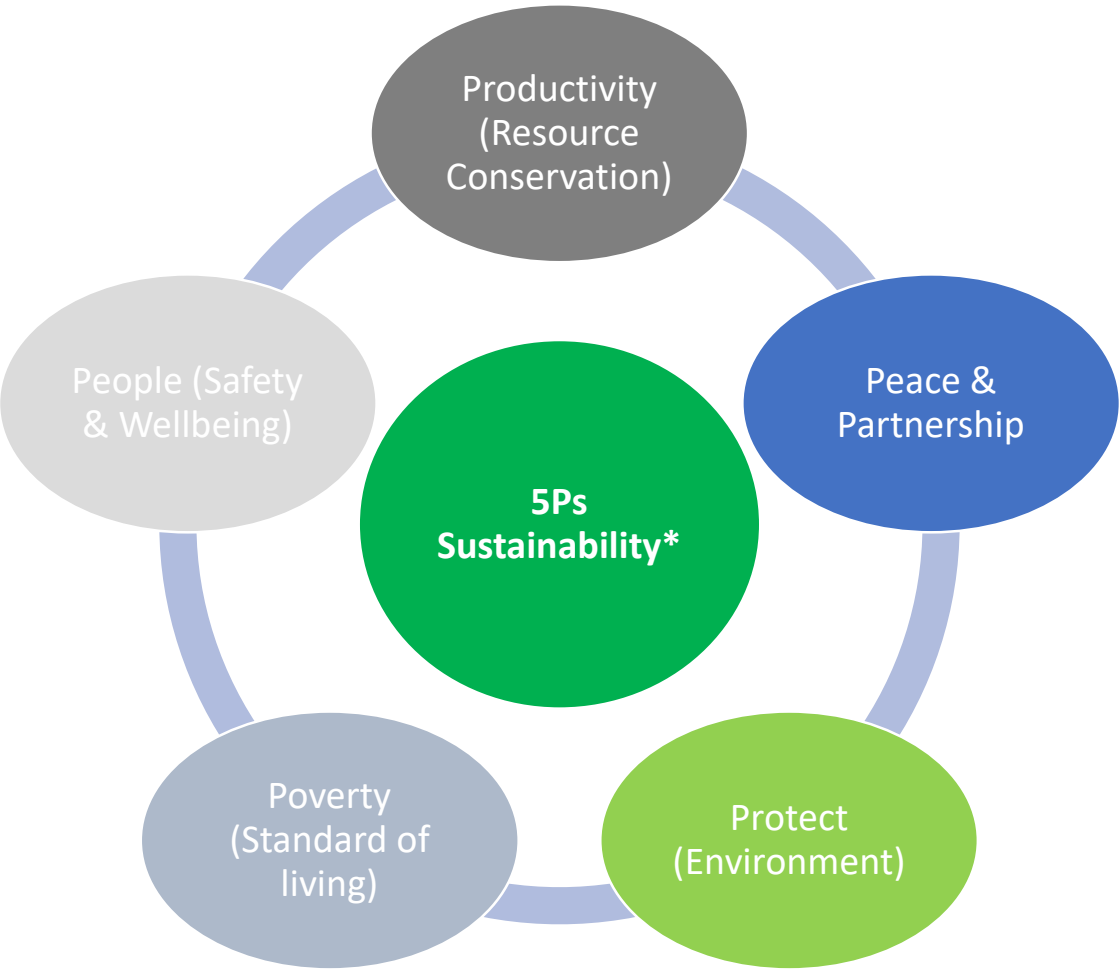 Productivity
(Resource
Conservation)
Peace &
Partnership
Protect
(Environment)
Poverty
(Standard of
living)
People (Safety
& Wellbeing)
5Ps
Sustainability*